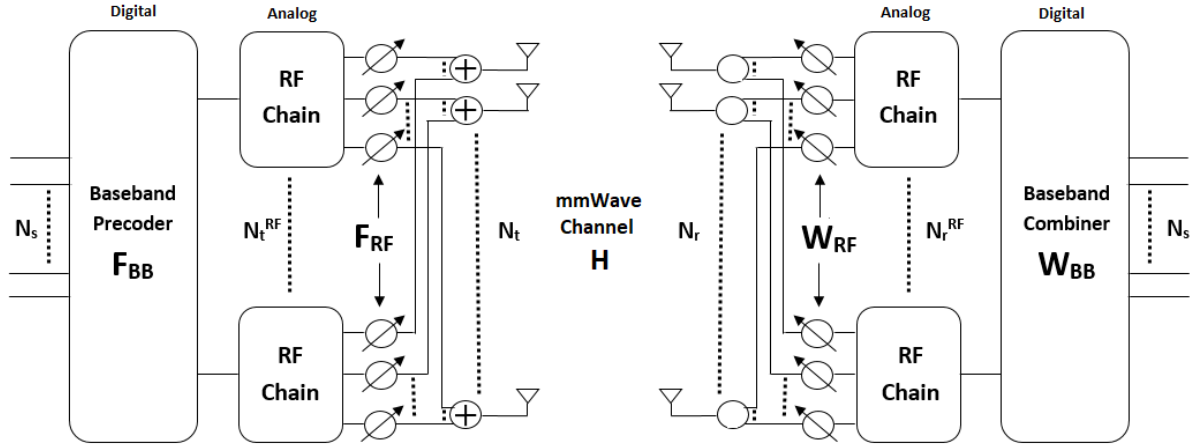 Digital
Analog
Analog
Digital
RF
Chain
RF
Chain
Baseband
Precoder
F_BB
N_s
N_t^RF
F_RF
N_t
mmWave
Channel
H
N_r
W_RF
N_r^RF
Baseband
Combiner
W_BB
N_s
RF
Chain
RF
Chain